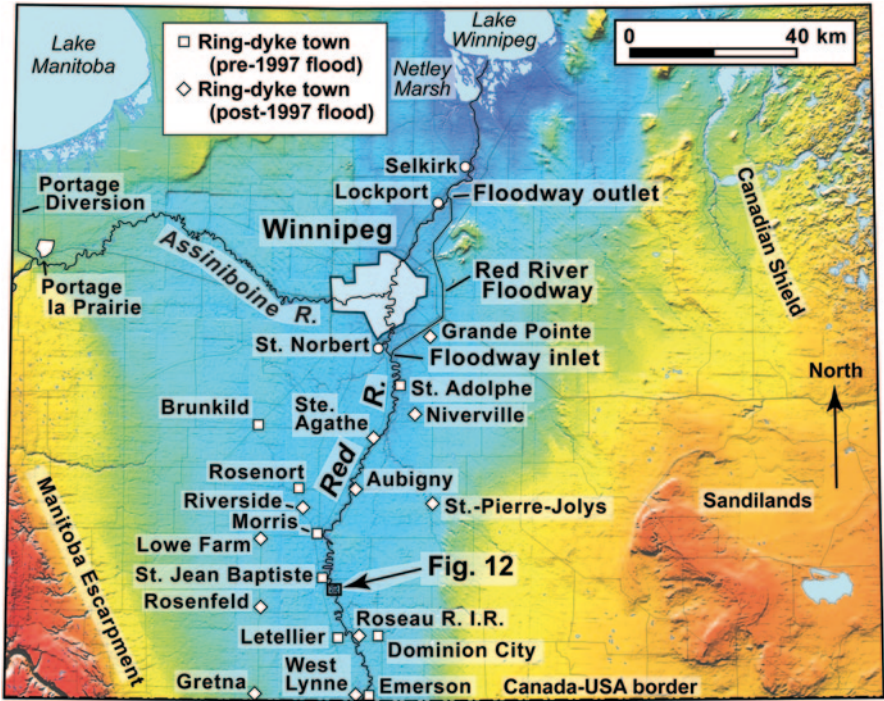 Lake
Manitoba
Ring-dyke town
(pre-1997 flood)
Ring-dyke town
(post-1997 flood)
Lake
Winnipeg
Netley
Marsh
0 40 km
Selkirk
Lockport
Floodway outlet
Portage
Diversion
Winnipeg
Canadian Shield
Assiniboine R.
Red River
Floodway
Portage
la Prairie
Grande Pointe
St. Norbert
Floodway inlet
North
St. Adolphe
Brunkild
Ste.
Agathe
Red R.
Niverville
Rosenort
Aubigny
Riverside
St.-Pierre-Jolys
Sandilands
Morris
Manitoba Escarpment
Lowe Farm
Fig. 12
St. Jean Baptiste
Rosenfeld
Roseau R. I.R.
Letellier
Dominion City
West
Lynne
Gretna
Emerson
Canada-USA border